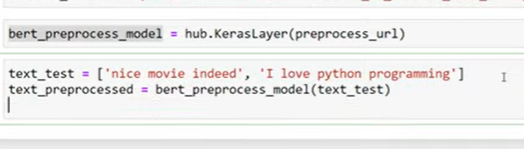 bert_preprocess_model = hub.KerasLayer(preprocess_url)
text_test = ['nice movie indeed', 'I love python programming']
text_preprocessed = bert_preprocess_model(text_test)